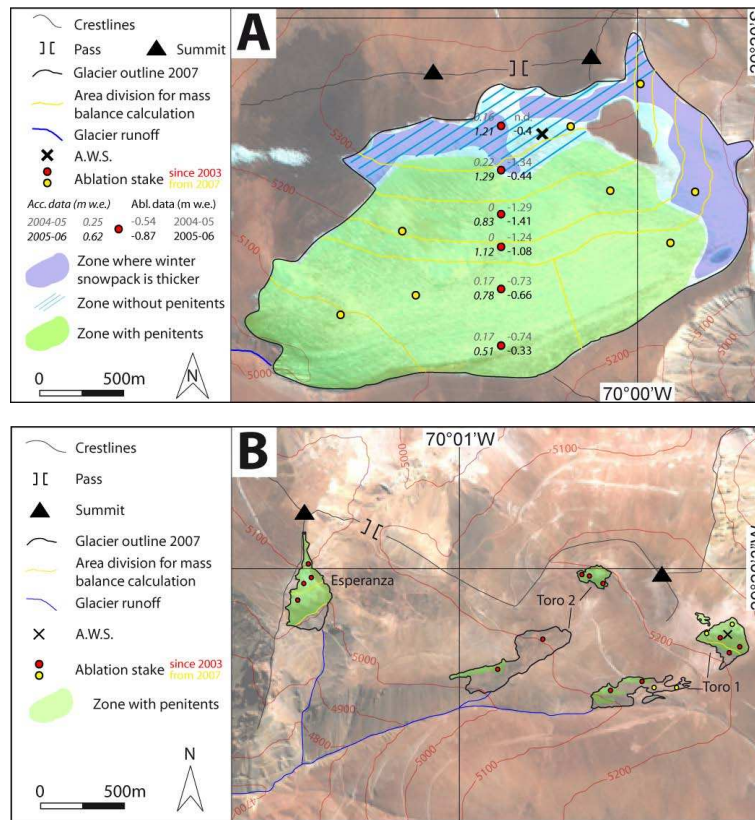 Crestlines
Pass
Summit
Glacier outline 2007
Area division for mass
balance calculation
Glacier runoff
A.W.S.
Ablation stake
since 2003
from 2007
Acc. data (m w.e.)
Abl. data (m w.e.)
2004-05 0.25
-0.54 2004-05
2005-06 0.62
-0.87 2005-06
Zone where winter
snowpack is thicker
Zone without penitents
Zone with penitents
0 500m
N
A
5300
5200
5100
5000
0.16 n.d.
1.21 -0.4
0.22 -1.34
1.29 -0.44
0 -1.29
0.83 -1.41
0 -1.24
1.12 -1.08
0.17 -0.73
0.78 -0.66
0.17 -0.74
0.51 -0.33
5100
5200
70°00'W
Crestlines
Pass
Summit
Glacier outline 2007
Area division for mass
balance calculation
Glacier runoff
A.W.S.
Ablation stake
since 2003
from 2007
Zone with penitents
N
0 500m
B
70°01'W
5000
5100
5100
Esperanza
Toro 2
5200
Toro 1
5000
4900
4800
4700
5000
5100
5200